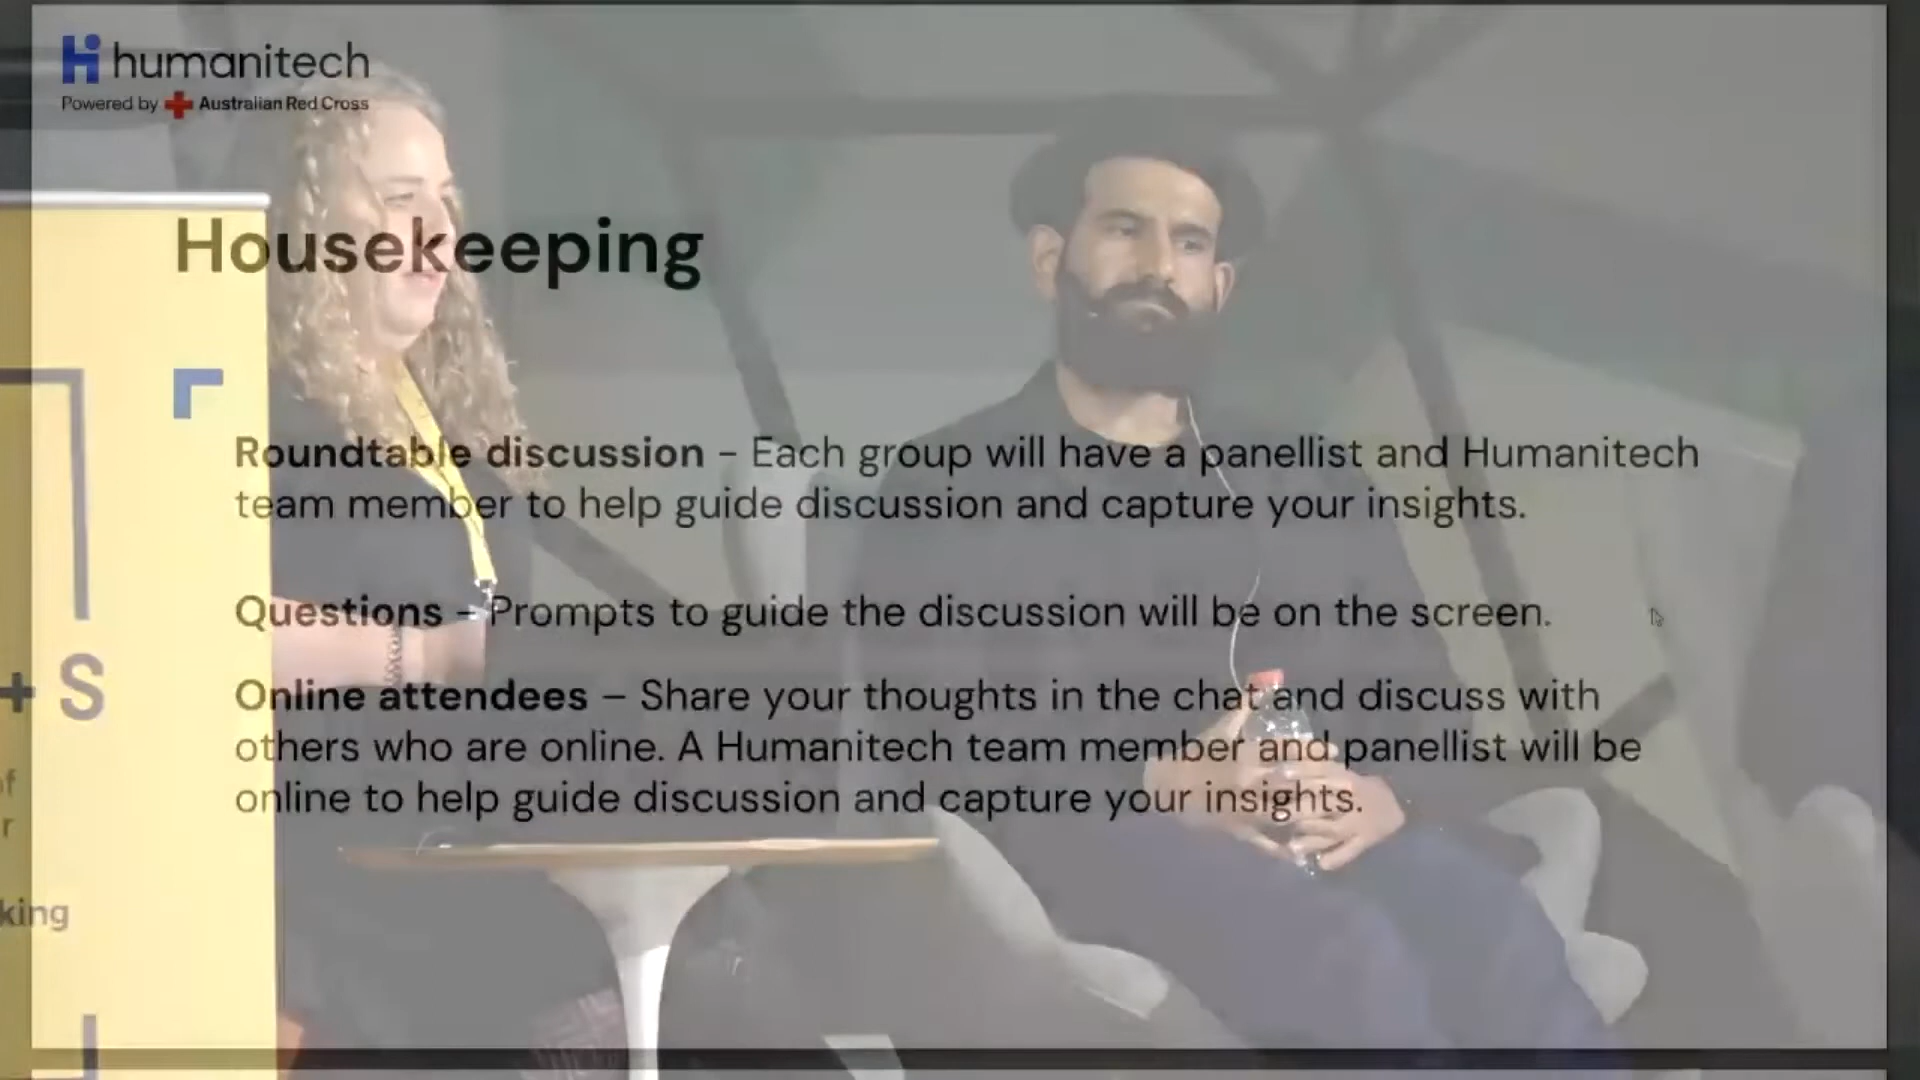 humanitech
Powered by Australian Red Cross
Housekeeping
Roundtable discussion – Each group will have a panellist and Humanitech
team member to help guide discussion and capture your insights.
Questions – Prompts to guide the discussion will be on the screen.
+ S
Online attendees – Share your thoughts in the chat and discuss with
others who are online. A Humanitech team member and panellist will be
online to help guide discussion and capture your insights.
of
r
king